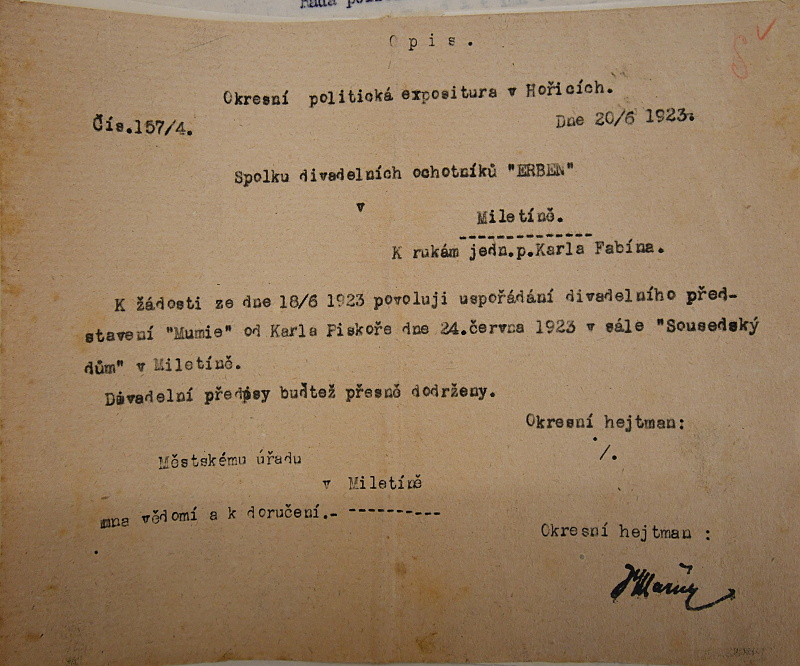 Opis.
Okresní politická expositura v Hořicích.
Čís.157/4.
Dne 20/6 1923.
Spolku divadelních ochotníků "ERBEN"
v
Miletíně.
K rukám jedn.p.Karla Fabína.
K žádosti ze dne 18/6 1923 povoluji uspořádání divadelního před-
stavení "Mumie" od Karla Piskoře dne 24.června 1923 v sále "Sousedský
dům" v Miletíně.
Divadelní předpisy buďtež přesně dodrženy.
Okresní hejtman:
/.
Městskému úřadu
v Miletíně
mna vědomí a k doručení.-
Okresní hejtman :